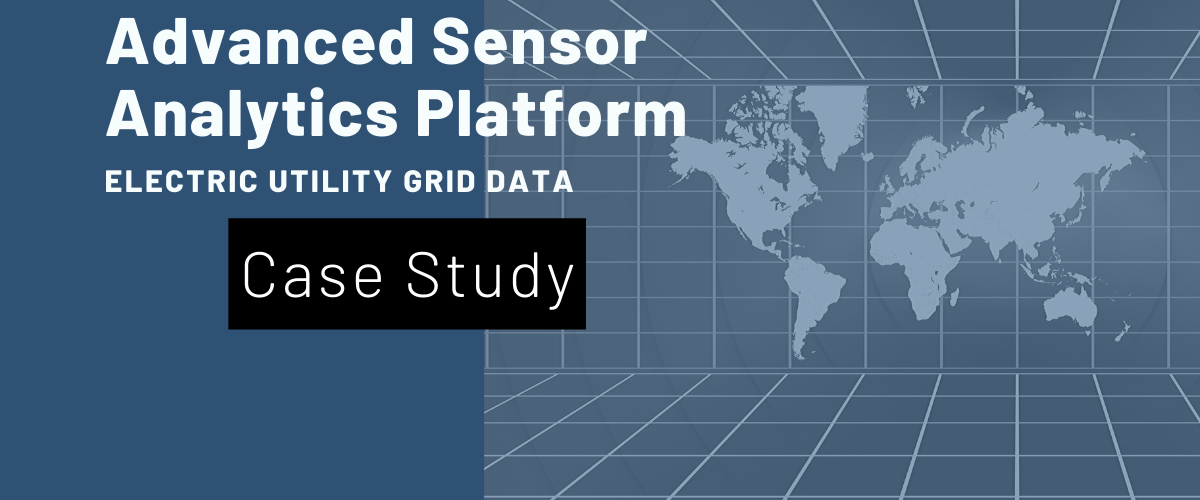 Advanced Sensor
Analytics Platform
ELECTRIC UTILITY GRID DATA
Case Study